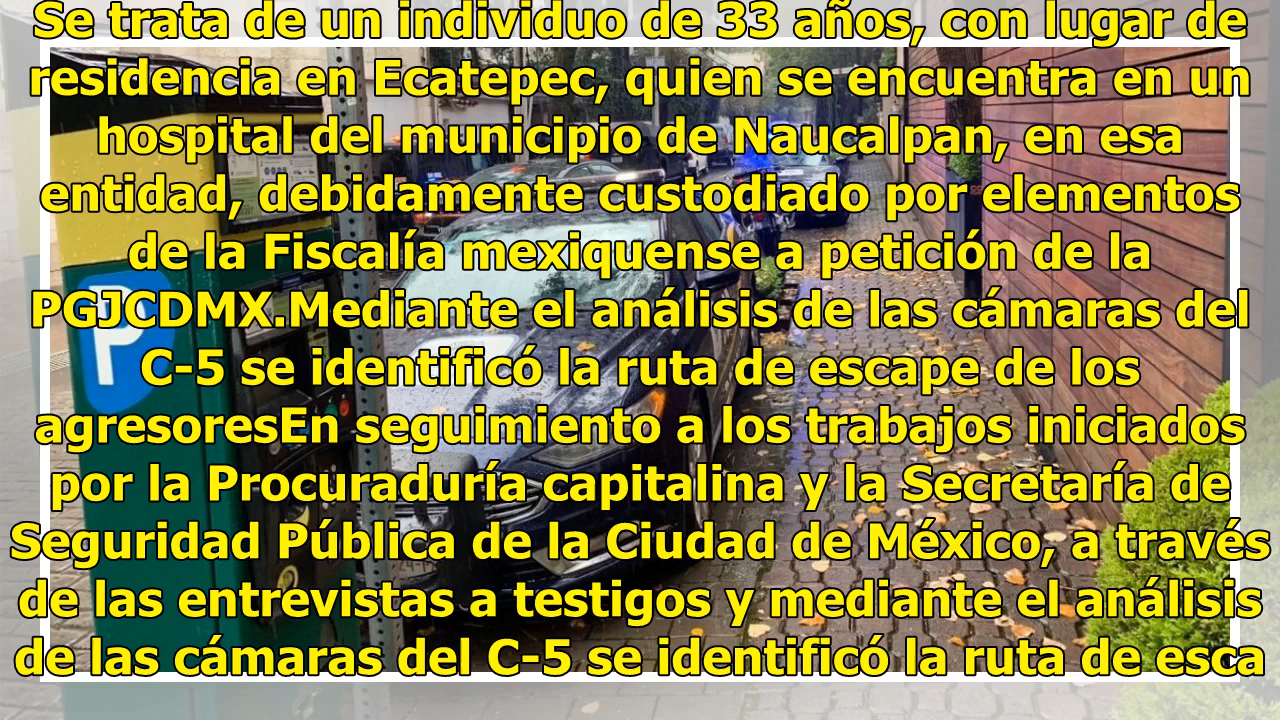 Se trata de un individuo de 33 años, con lugar de
residencia en Ecatepec, quien se encuentra en un
hospital del municipio de Naucalpan, en esa
entidad, debidamente custodiado por elementos
de la Fiscalía mexiquense a petición de la
PGJCDMX.Mediante el análisis de las cámaras del
C-5 se identificó la ruta de escape de los
agresoresEn seguimiento a los trabajos iniciados
por la Procuraduría capitalina y la Secretaría de
Seguridad Pública de la Ciudad de México, a través
de las entrevistas a testigos y mediante el análisis
de las cámaras del C-5 se identificó la ruta de esca
P